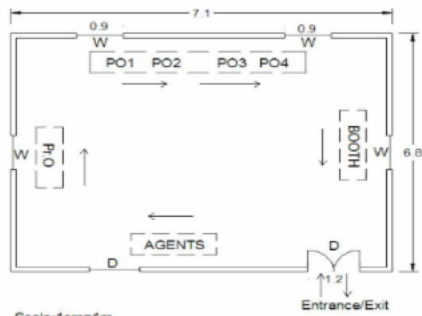 7.1
0.9 0.9
W W
PO1 PO2 PO3 PO4
Pr.O
W
BOOTH
W
6.8
AGENTS
D
D
1.2
Entrance/Exit